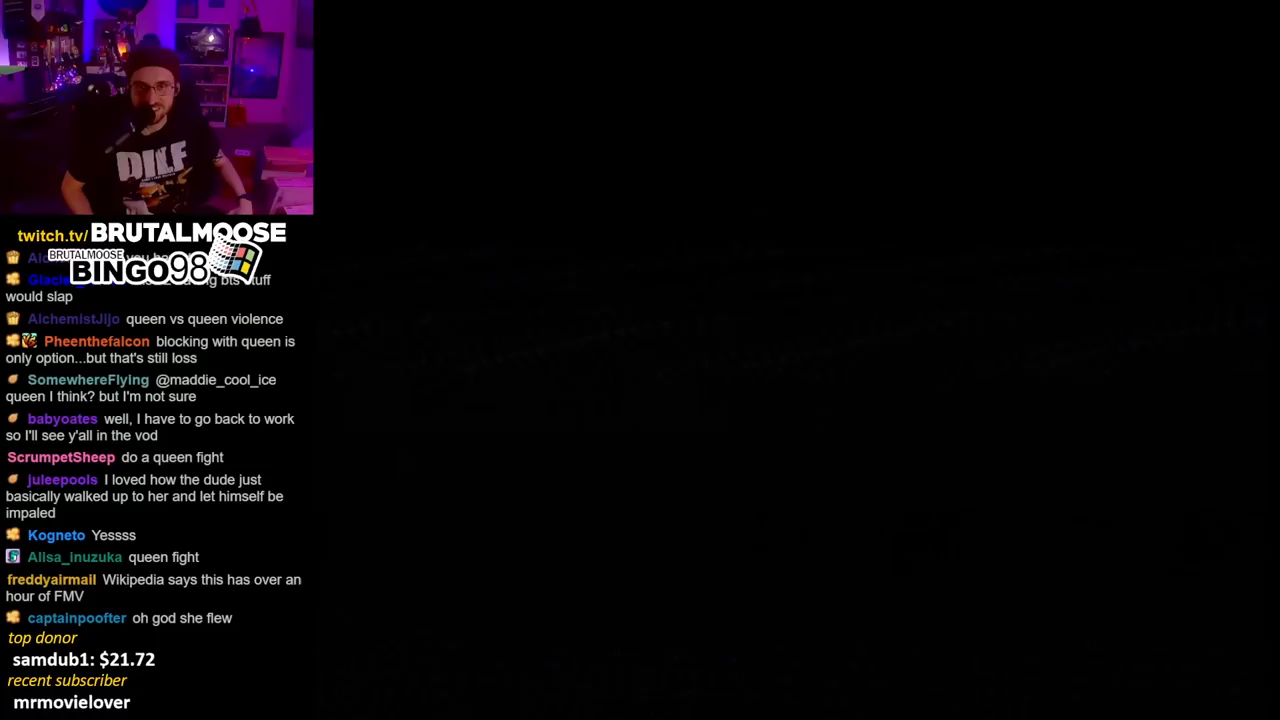 DILF
twitch.tv/BRUTALMOOSE
BRUTALMOOSE
BINGO98
stuff
would slap
AlchemistJijo queen vs queen violence
Pheenthefalcon blocking with queen is
only option...but that's still loss
SomewhereFlying @maddie_cool_ice
queen I think? but I'm not sure
babyoates well, I have to go back to work
so I'll see y'all in the vod
ScrumpetSheep do a queen fight
juleepools I loved how the dude just
basically walked up to her and let himself be
impaled
Kogneto Yessss
Alisa_inuzuka queen fight
freddyairmail Wikipedia says this has over an
hour of FMV
captainpoofter oh god she flew
top donor
samdub1: $21.72
recent subscriber
mrmovielover